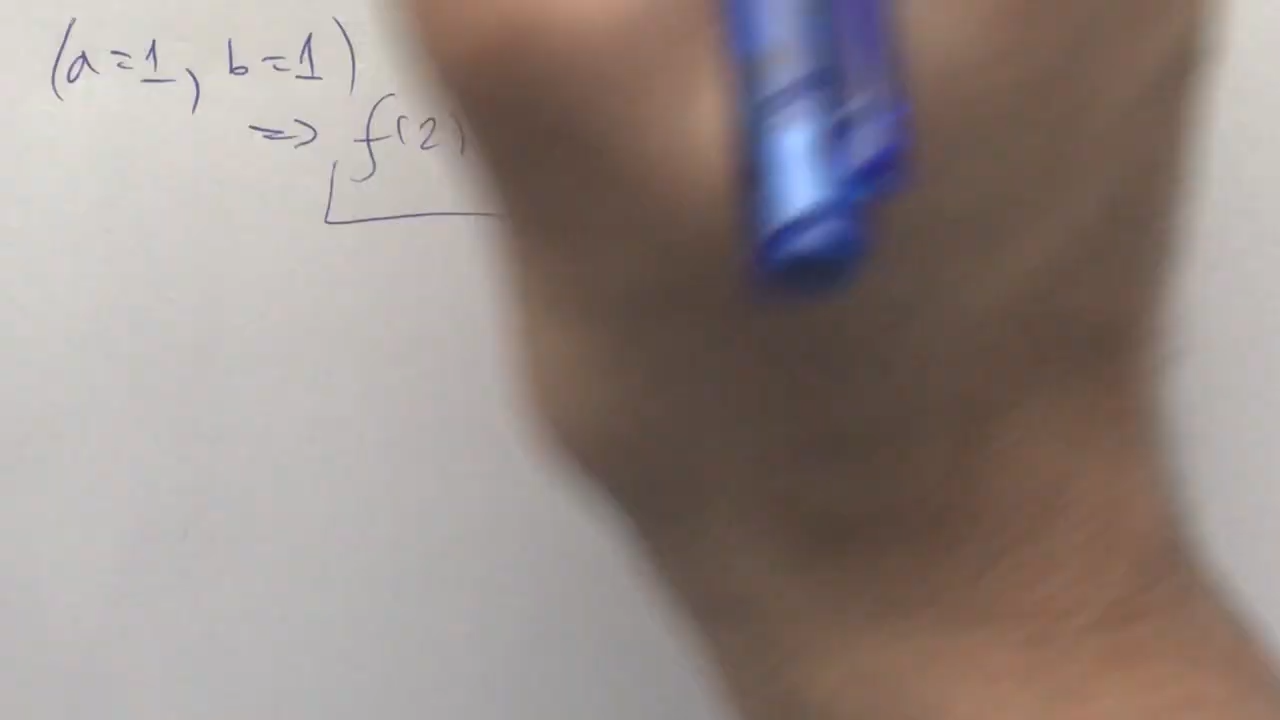 (a=1, b=1)
=> f(2)